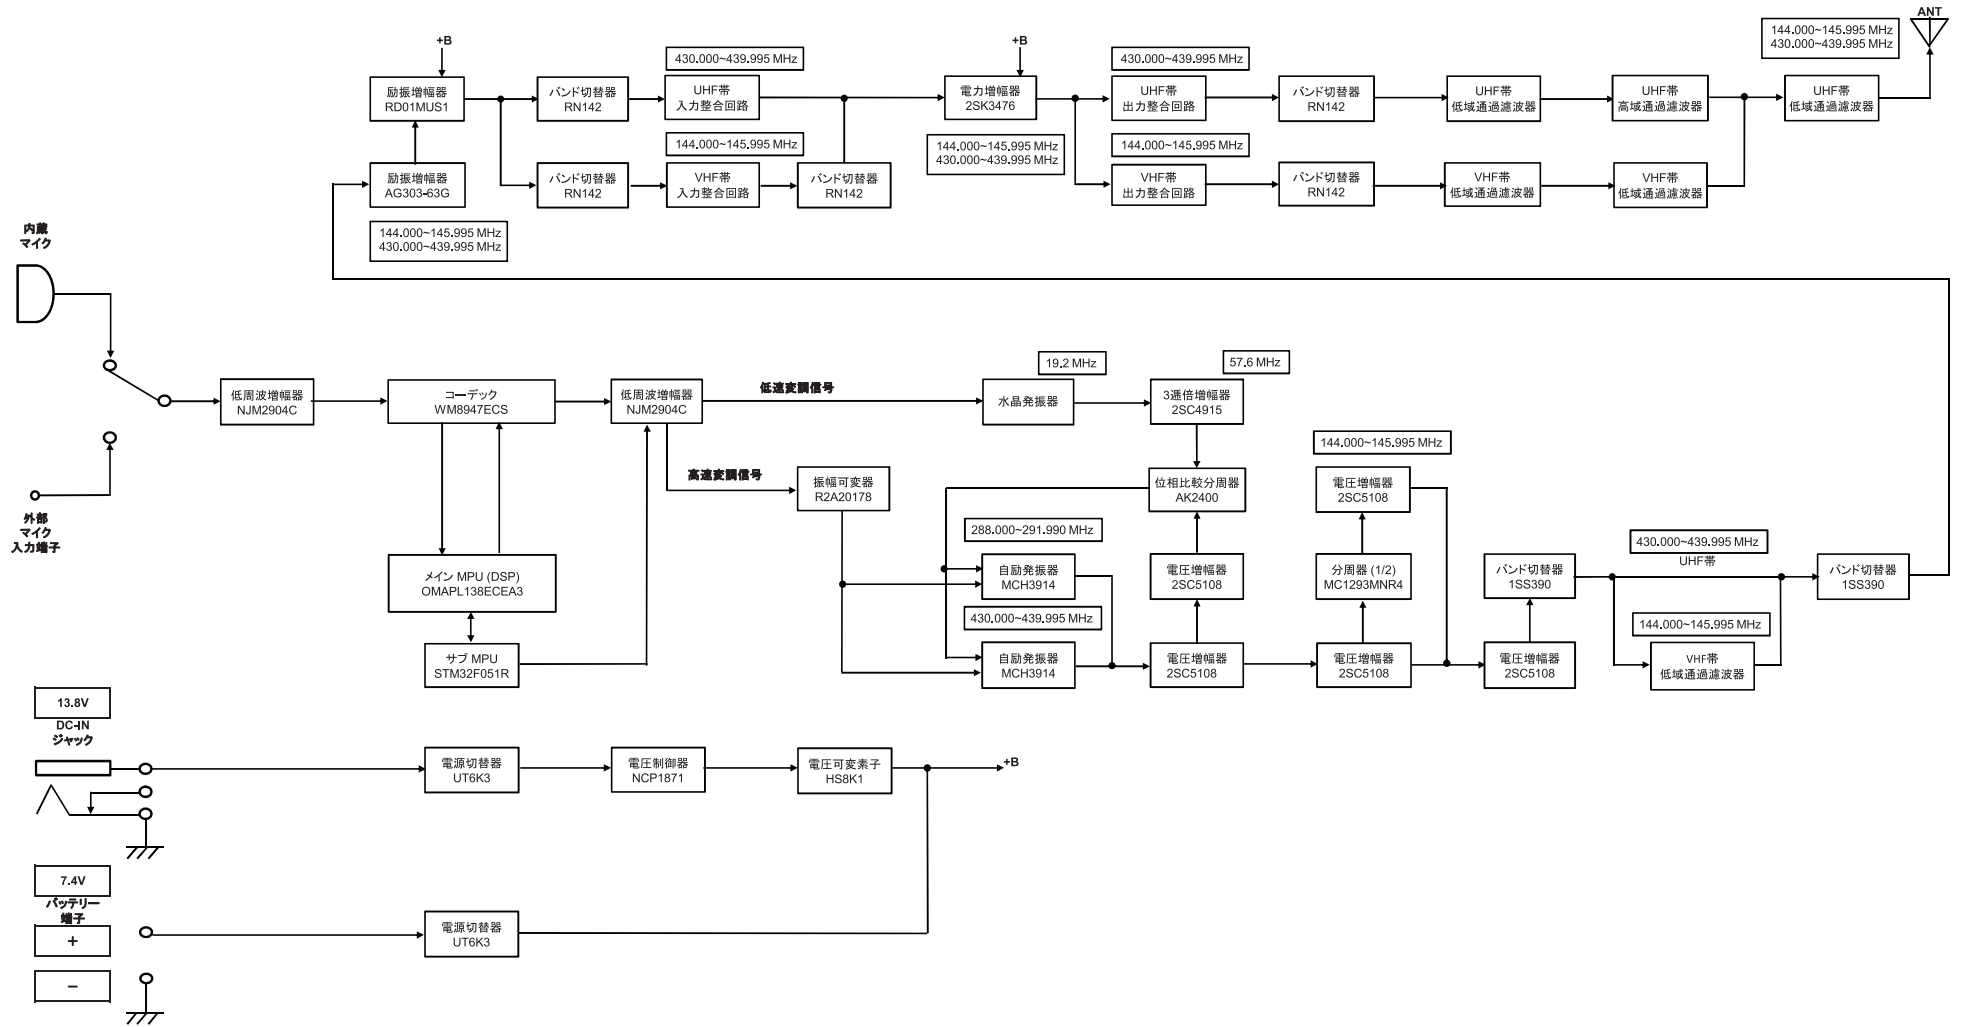 ANT
144.000~145.995 MHz
430.000~439.995 MHz
+B
+B
430.000~439.995 MHz
430.000~439.995 MHz
励振増幅器
RD01MUS1
バンド切替器
RN142
UHF帯
入力整合回路
電力増幅器
2SK3476
UHF帯
出力整合回路
バンド切替器
RN142
UHF帯
低域通過濾波器
UHF帯
高域通過濾波器
UHF帯
低域通過濾波器
144.000~145.995 MHz
144.000~145.995 MHz
430.000~439.995 MHz
144.000~145.995 MHz
励振増幅器
AG303-63G
バンド切替器
RN142
VHF帯
入力整合回路
バンド切替器
RN142
VHF帯
出力整合回路
バンド切替器
RN142
VHF帯
低域通過濾波器
VHF帯
低域通過濾波器
144.000~145.995 MHz
430.000~439.995 MHz
内蔵
マイク
19.2 MHz
57.6 MHz
低周波増幅器
NJM2904C
コーデック
WM8947ECS
低周波増幅器
NJM2904C
低速変調信号
水晶発振器
3逓倍増幅器
2SC4915
144.000~145.995 MHz
高速変調信号
振幅可変器
R2A20178
位相比較分周器
AK2400
電圧増幅器
2SC5108
外部
マイク
入力端子
288.000~291.990 MHz
430.000~439.995 MHz
UHF帯
メイン MPU (DSP)
OMAPL138ECEA3
自励発振器
MCH3914
電圧増幅器
2SC5108
分周器 (1/2)
MC1293MNR4
バンド切替器
1SS390
バンド切替器
1SS390
430.000~439.995 MHz
144.000~145.995 MHz
サブ MPU
STM32F051R
自励発振器
MCH3914
電圧増幅器
2SC5108
電圧増幅器
2SC5108
電圧増幅器
2SC5108
VHF帯
低域通過濾波器
13.8V
DC-IN
ジャック
電源切替器
UT6K3
電圧制御器
NCP1871
電圧可変素子
HS8K1
+B
7.4V
バッテリー
端子
+
電源切替器
UT6K3
−